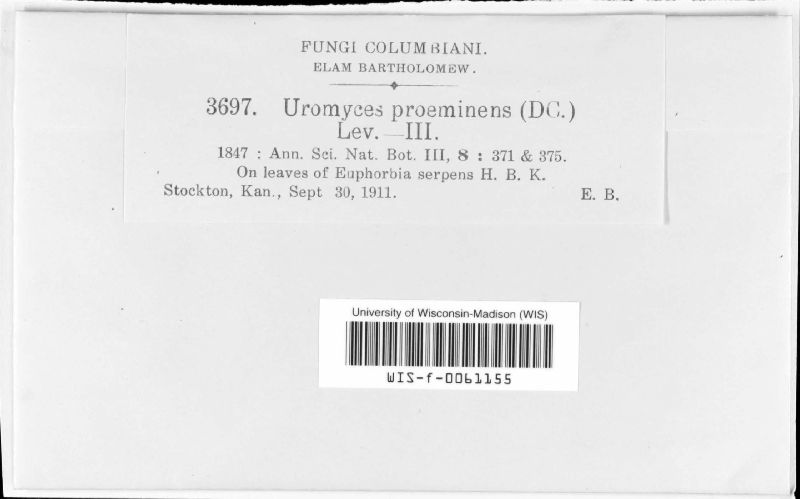 FUNGI COLUMBIANI.
ELAM BARTHOLOMEW.
3697. Uromyces proeminens (DC.)
Lev.—III.
1847 : Ann. Sci. Nat. Bot. III, 8 : 371 & 375.
On leaves of Euphorbia serpens H. B. K.
Stockton, Kan., Sept 30, 1911. E. B.
University of Wisconsin-Madison (WIS)
WIS-f-0061155